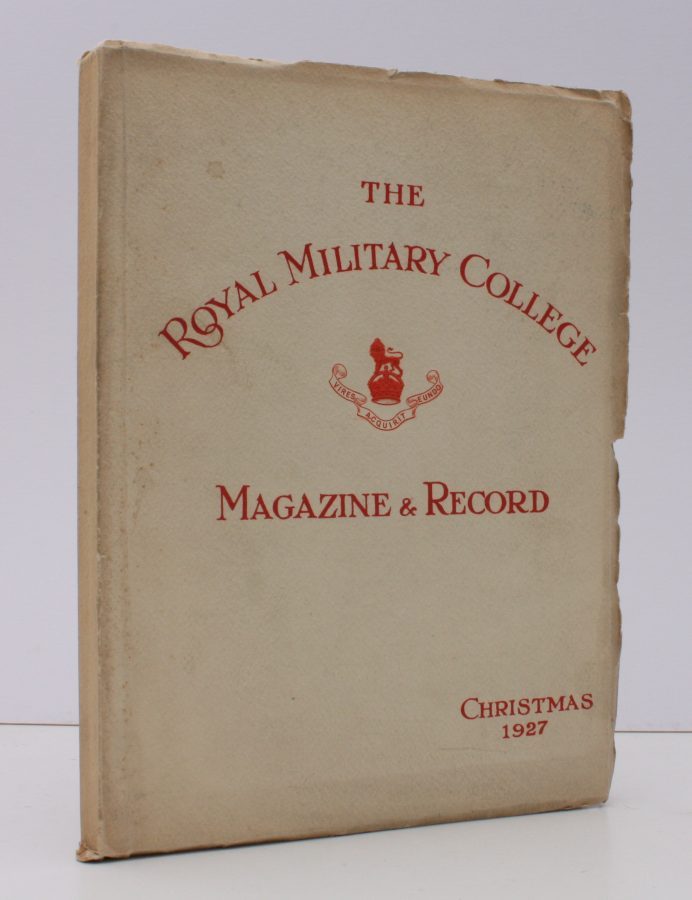 THE
ROYAL MILITARY COLLEGE
VIRES ACQUIRIT EUNDO
MAGAZINE & RECORD
CHRISTMAS
1927